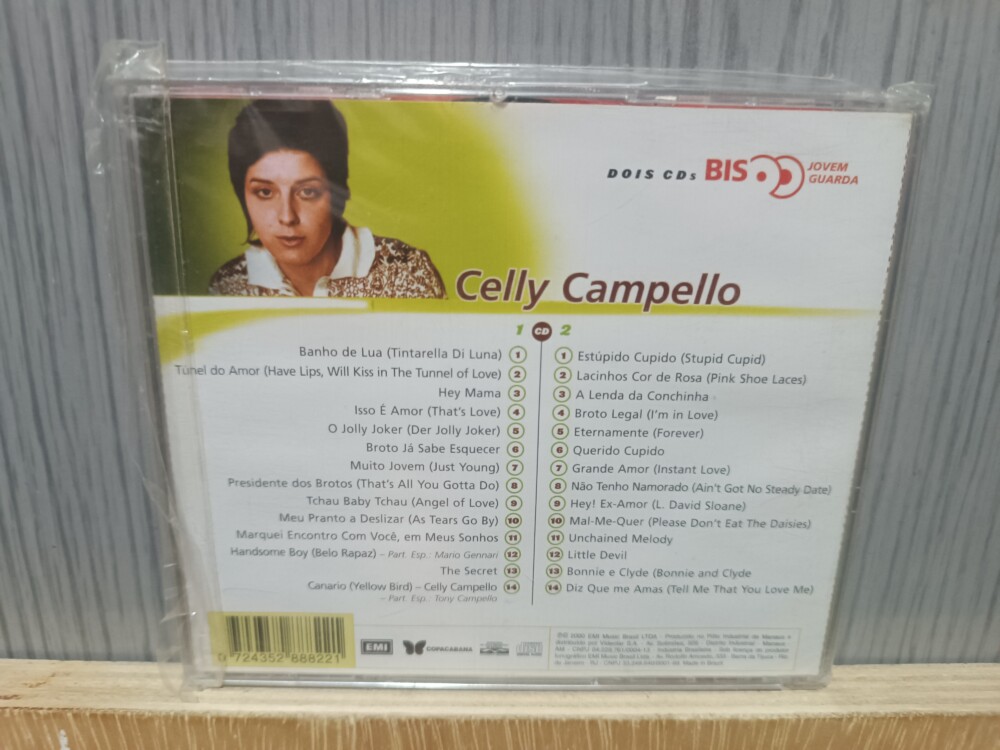 DOIS CDs BIS JOVEM
GUARDA
Celly Campello
1 CD 2
Banho de Lua (Tintarella Di Luna) 1
Túnel do Amor (Have Lips, Will Kiss in The Tunnel of Love) 2
Hey Mama 3
Isso É Amor (That's Love) 4
O Jolly Joker (Der Jolly Joker) 5
Broto Já Sabe Esquecer 6
Muito Jovem (Just Young) 7
Presidente dos Brotos (That's All You Gotta Do) 8
Tchau Baby Tchau (Angel of Love) 9
Meu Pranto a Deslizar (As Tears Go By) 10
Marquei Encontro Com Você, em Meus Sonhos 11
Handsome Boy (Belo Rapaz) – Part. Esp.: Mario Gennari 12
The Secret 13
Canario (Yellow Bird) – Celly Campello 14
– Part. Esp.: Tony Campello
1 Estúpido Cupido (Stupid Cupid)
2 Lacinhos Cor de Rosa (Pink Shoe Laces)
3 A Lenda da Conchinha
4 Broto Legal (I'm in Love)
5 Eternamente (Forever)
6 Querido Cupido
7 Grande Amor (Instant Love)
8 Não Tenho Namorado (Ain't Got No Steady Date)
9 Hey! Ex-Amor (L. David Sloane)
10 Mal-Me-Quer (Please Don't Eat The Daisies)
11 Unchained Melody
12 Little Devil
13 Bonnie e Clyde (Bonnie and Clyde
14 Diz Que me Amas (Tell Me That You Love Me)
724352 888221
EMI COPACABANA